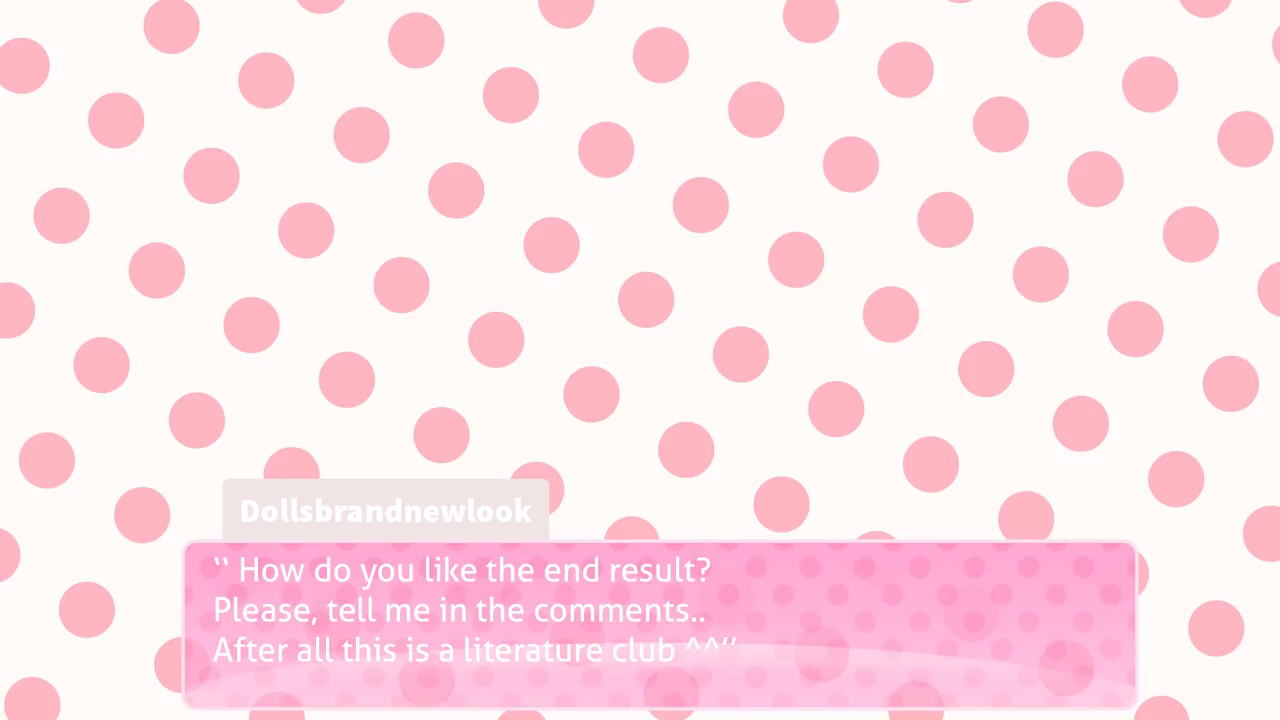 Dollsbrandnewlook
‘‘ How do you like the end result?
Please, tell me in the comments..
After all this is a literature club ^^’’